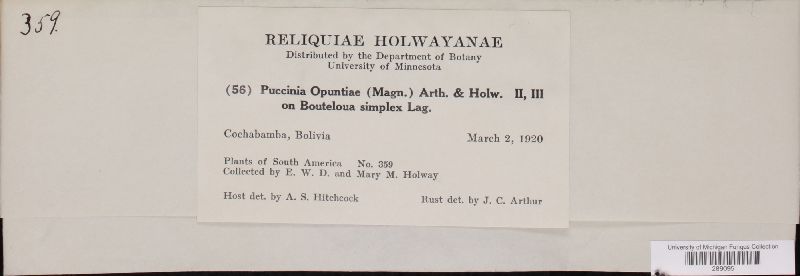 359.
RELIQUIAE HOLWAYANAE
Distributed by the Department of Botany
University of Minnesota
(56) Puccinia Opuntiae (Magn.) Arth. & Holw. II, III
on Bouteloua simplex Lag.
Cochabamba, Bolivia March 2, 1920
Plants of South America No. 359
Collected by E. W. D. and Mary M. Holway
Host det. by A. S. Hitchcock Rust det. by J. C. Arthur
University of Michigan Fungus Collection
289095